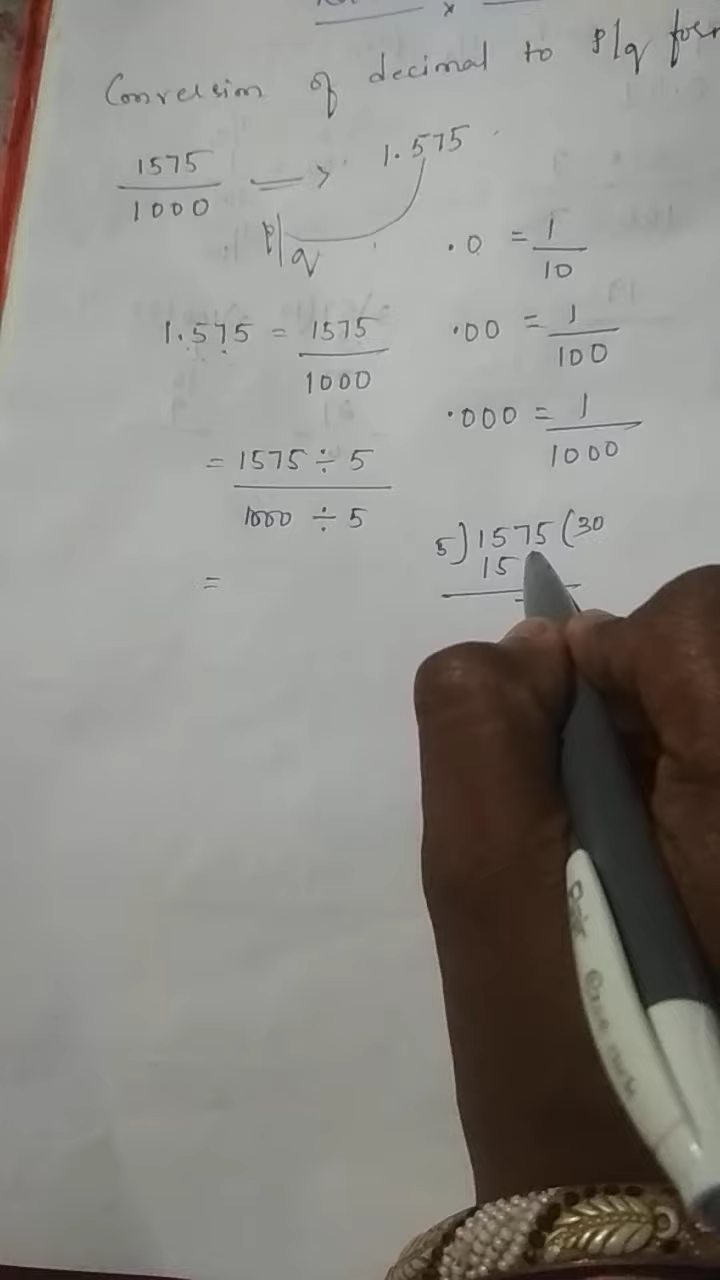 ×
Conversion of decimal to P/q form
1575/1000 ⟹ 1.575
P/q
.0 = 1/10
1.575 = 1575/1000
.00 = 1/100
.000 = 1/1000
= 1575 ÷ 5 / 1000 ÷ 5
5) 1575 (30
15
=